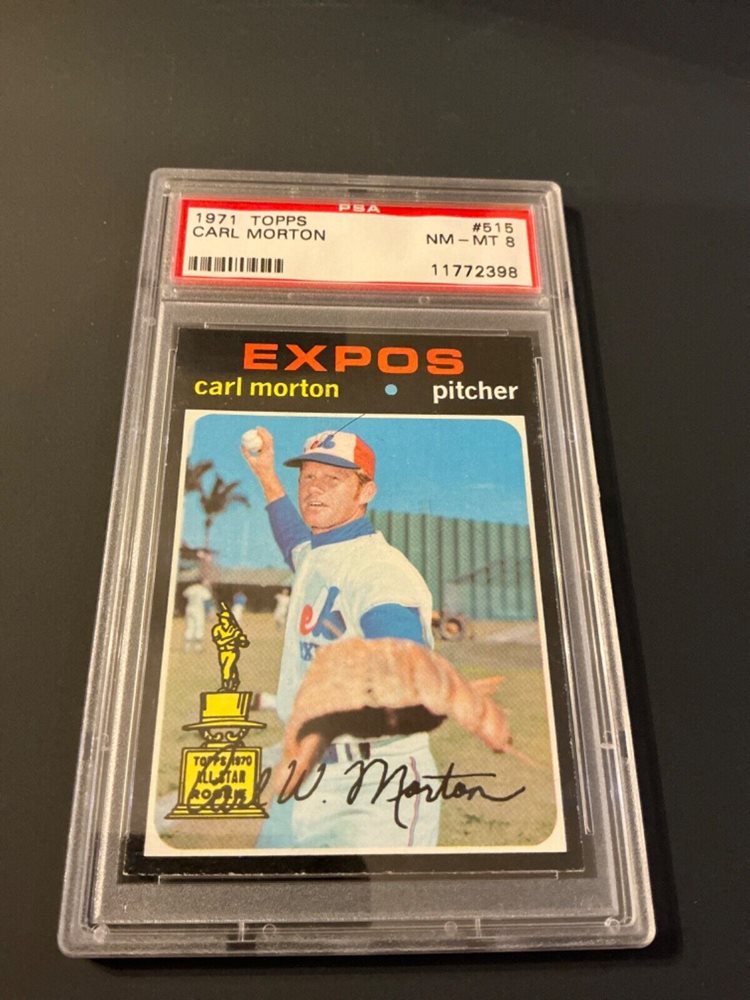 PSA
1971 TOPPS #515
CARL MORTON NM-MT 8
11772398
EXPOS
carl morton • pitcher
TOPPS 1970
ALL-STAR
ROOKIE
Carl W. Morton